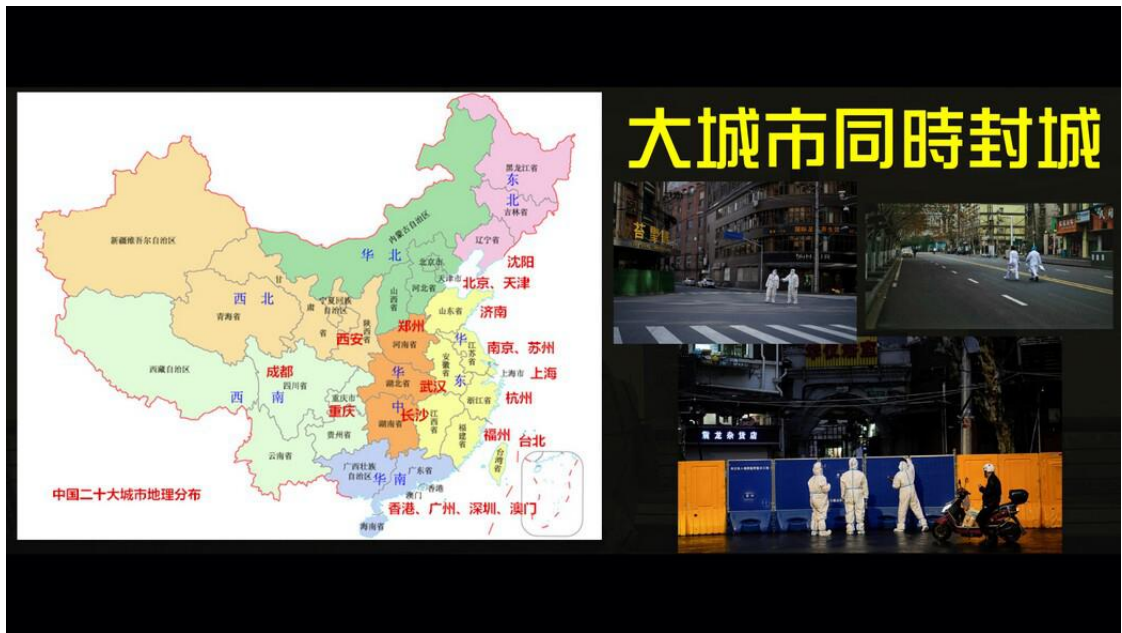 大城市同時封城
黑龙江省
东
北
吉林省
辽宁省
内蒙古自治区
华 北
新疆维吾尔自治区
北京市
沈阳
甘
天津市
北京、天津
河北省
西 北
山西省
宁夏回族
自治区
肃
省
陕西省
山东省
济南
青海省
郑州
西安
河南省
华
江苏省
南京、苏州
西藏自治区
成都
四川省
华
安徽省
上海市
上海
湖北省
武汉
东
西 南
重庆市
重庆
中
长沙
浙江省
杭州
湖南省
江西省
贵州省
福建省
福州
台北
云南省
台湾省
广西壮族
自治区
华 南
广东省
香港
澳门
中国二十大城市地理分布
香港、广州、深圳、澳门
海南省
聚龙杂货店